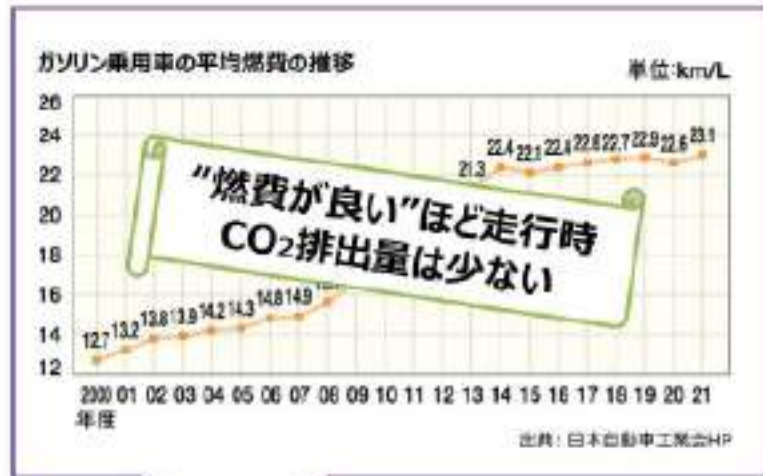 ガソリン乗用車の平均燃費の推移
単位:km/L
26
24
22
20
18
16
14
12
12.7 13.2 13.8 13.9 14.2 14.3 14.8 14.9
21.3 22.4 22.1 22.4 22.6 22.7 22.9 22.6 23.1
"燃費が良い"ほど走行時
CO2排出量は少ない
2000 01 02 03 04 05 06 07 08 09 10 11 12 13 14 15 16 17 18 19 20 21
年度
出典:日本自動車工業会HP